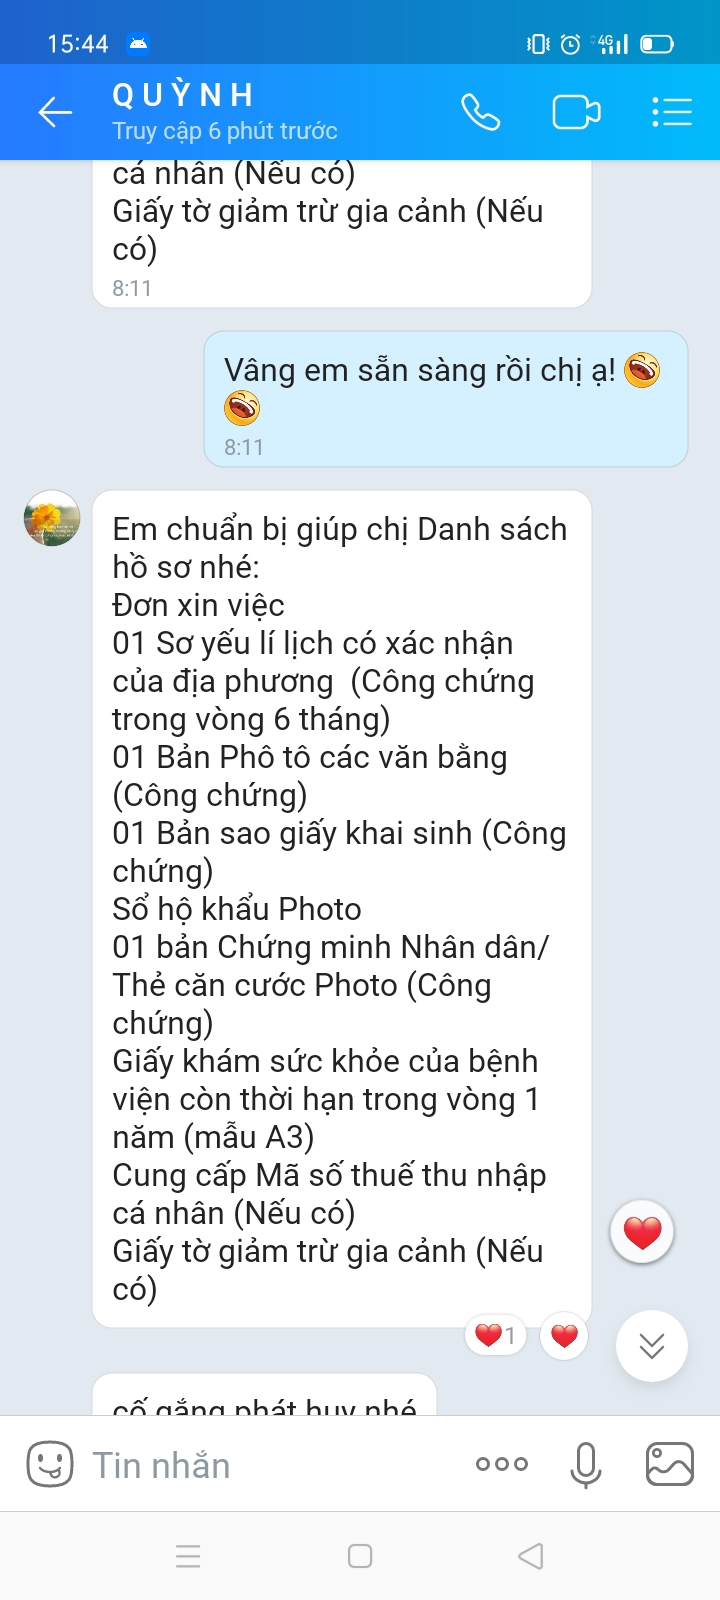 15:44
4G
QUỲNH
Truy cập 6 phút trước
cá nhân (Nếu có)
Giấy tờ giảm trừ gia cảnh (Nếu
có)
8:11
Vâng em sẵn sàng rồi chị ạ!
8:11
Em chuẩn bị giúp chị Danh sách
hồ sơ nhé:
Đơn xin việc
01 Sơ yếu lí lịch có xác nhận
của địa phương  (Công chứng
trong vòng 6 tháng)
01 Bản Phô tô các văn bằng
(Công chứng)
01 Bản sao giấy khai sinh (Công
chứng)
Sổ hộ khẩu Photo
01 bản Chứng minh Nhân dân/
Thẻ căn cước Photo (Công
chứng)
Giấy khám sức khỏe của bệnh
viện còn thời hạn trong vòng 1
năm (mẫu A3)
Cung cấp Mã số thuế thu nhập
cá nhân (Nếu có)
Giấy tờ giảm trừ gia cảnh (Nếu
có)
1
cố gắng phát huy nhé
Tin nhắn